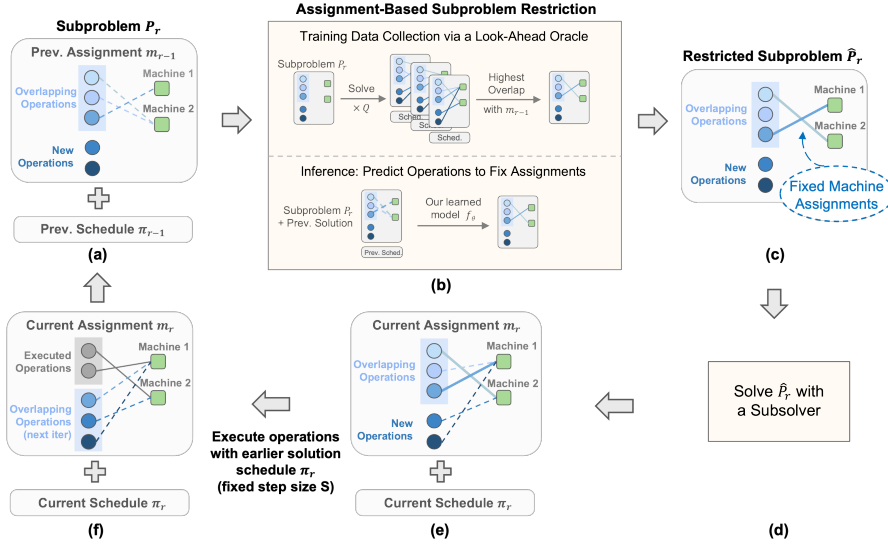 Subproblem P_r
Prev. Assignment m_{r−1}
Machine 1
Overlapping
Operations
Machine 2
New
Operations
Prev. Schedule π_{r−1}
(a)
Assignment-Based Subproblem Restriction
Training Data Collection via a Look-Ahead Oracle
Subproblem P_r
Solve
× Q
Sched.
Sched.
Sched.
Highest
Overlap
with m_{r−1}
Inference: Predict Operations to Fix Assignments
Subproblem P_r
+ Prev. Solution
Prev. Sched.
Our learned
model f_θ
(b)
Restricted Subproblem P̂_r
Machine 1
Overlapping
Operations
Machine 2
New
Operations
Fixed Machine
Assignments
(c)
Solve P̂_r with
a Subsolver
(d)
Current Assignment m_r
Machine 1
Overlapping
Operations
Machine 2
New
Operations
Current Schedule π_r
(e)
Execute operations
with earlier solution
schedule π_r
(fixed step size S)
Current Assignment m_r
Machine 1
Executed
Operations
Machine 2
Overlapping
Operations
(next iter)
Current Schedule π_r
(f)